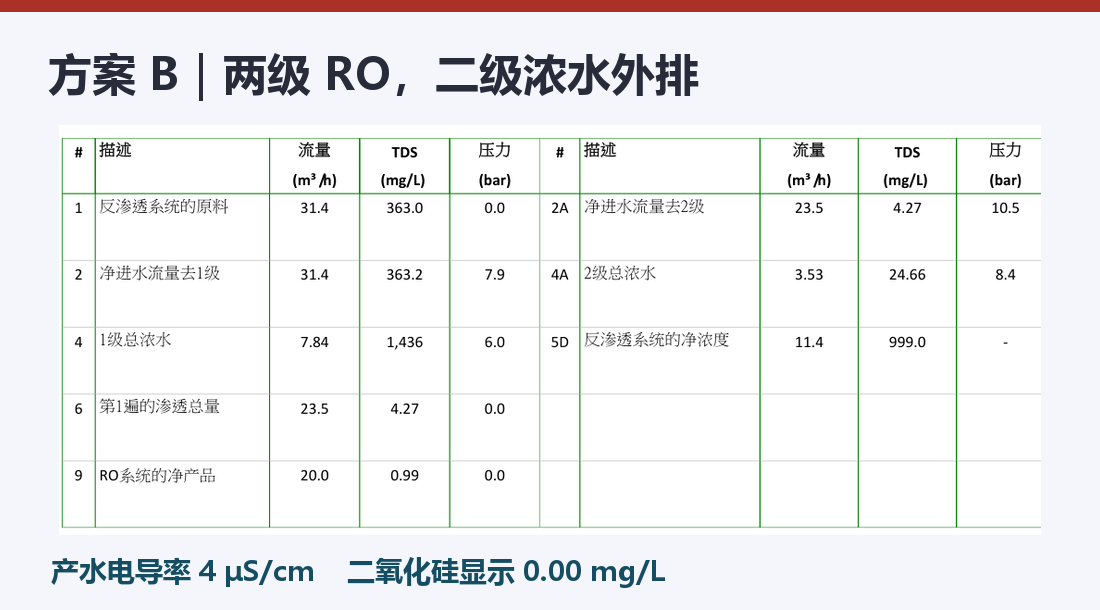 方案 B｜两级 RO，二级浓水外排
# 描述 流量 TDS 压力 # 描述 流量 TDS 压力
(m³/h) (mg/L) (bar) (m³/h) (mg/L) (bar)
1 反渗透系统的原料 31.4 363.0 0.0 2A 净进水流量去2级 23.5 4.27 10.5
2 净进水流量去1级 31.4 363.2 7.9 4A 2级总浓水 3.53 24.66 8.4
4 1级总浓水 7.84 1,436 6.0 5D 反渗透系统的净浓度 11.4 999.0 -
6 第1遍的渗透总量 23.5 4.27 0.0
9 RO系统的净产品 20.0 0.99 0.0
产水电导率 4 μS/cm 二氧化硅显示 0.00 mg/L